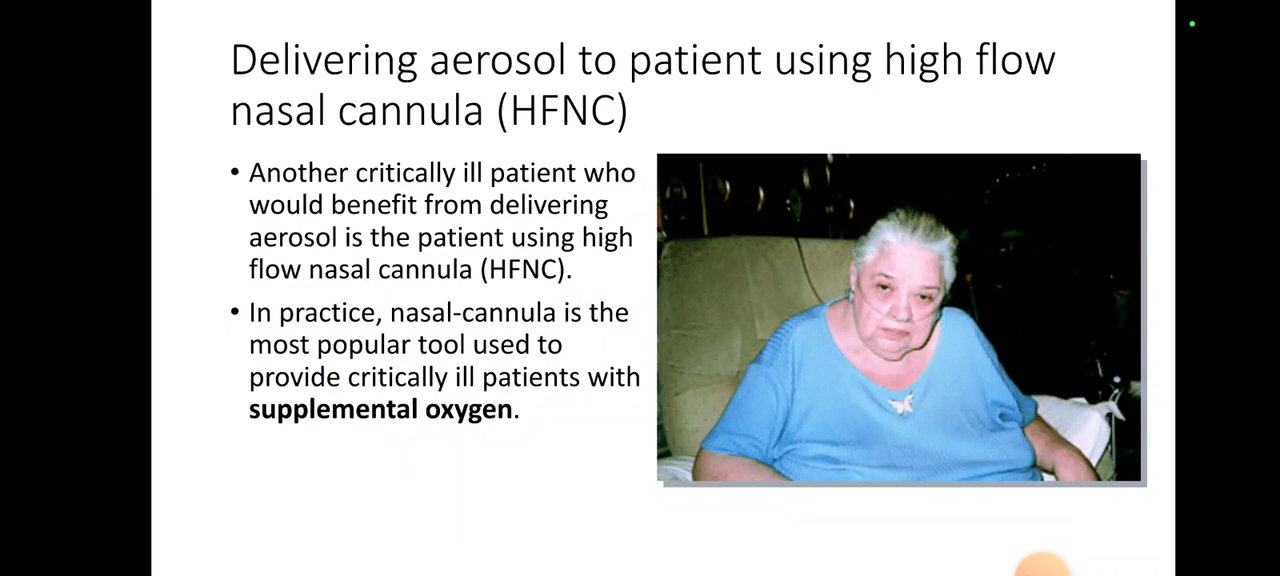 Delivering aerosol to patient using high flow
nasal cannula (HFNC)
• Another critically ill patient who
would benefit from delivering
aerosol is the patient using high
flow nasal cannula (HFNC).
• In practice, nasal-cannula is the
most popular tool used to
provide critically ill patients with
supplemental oxygen.